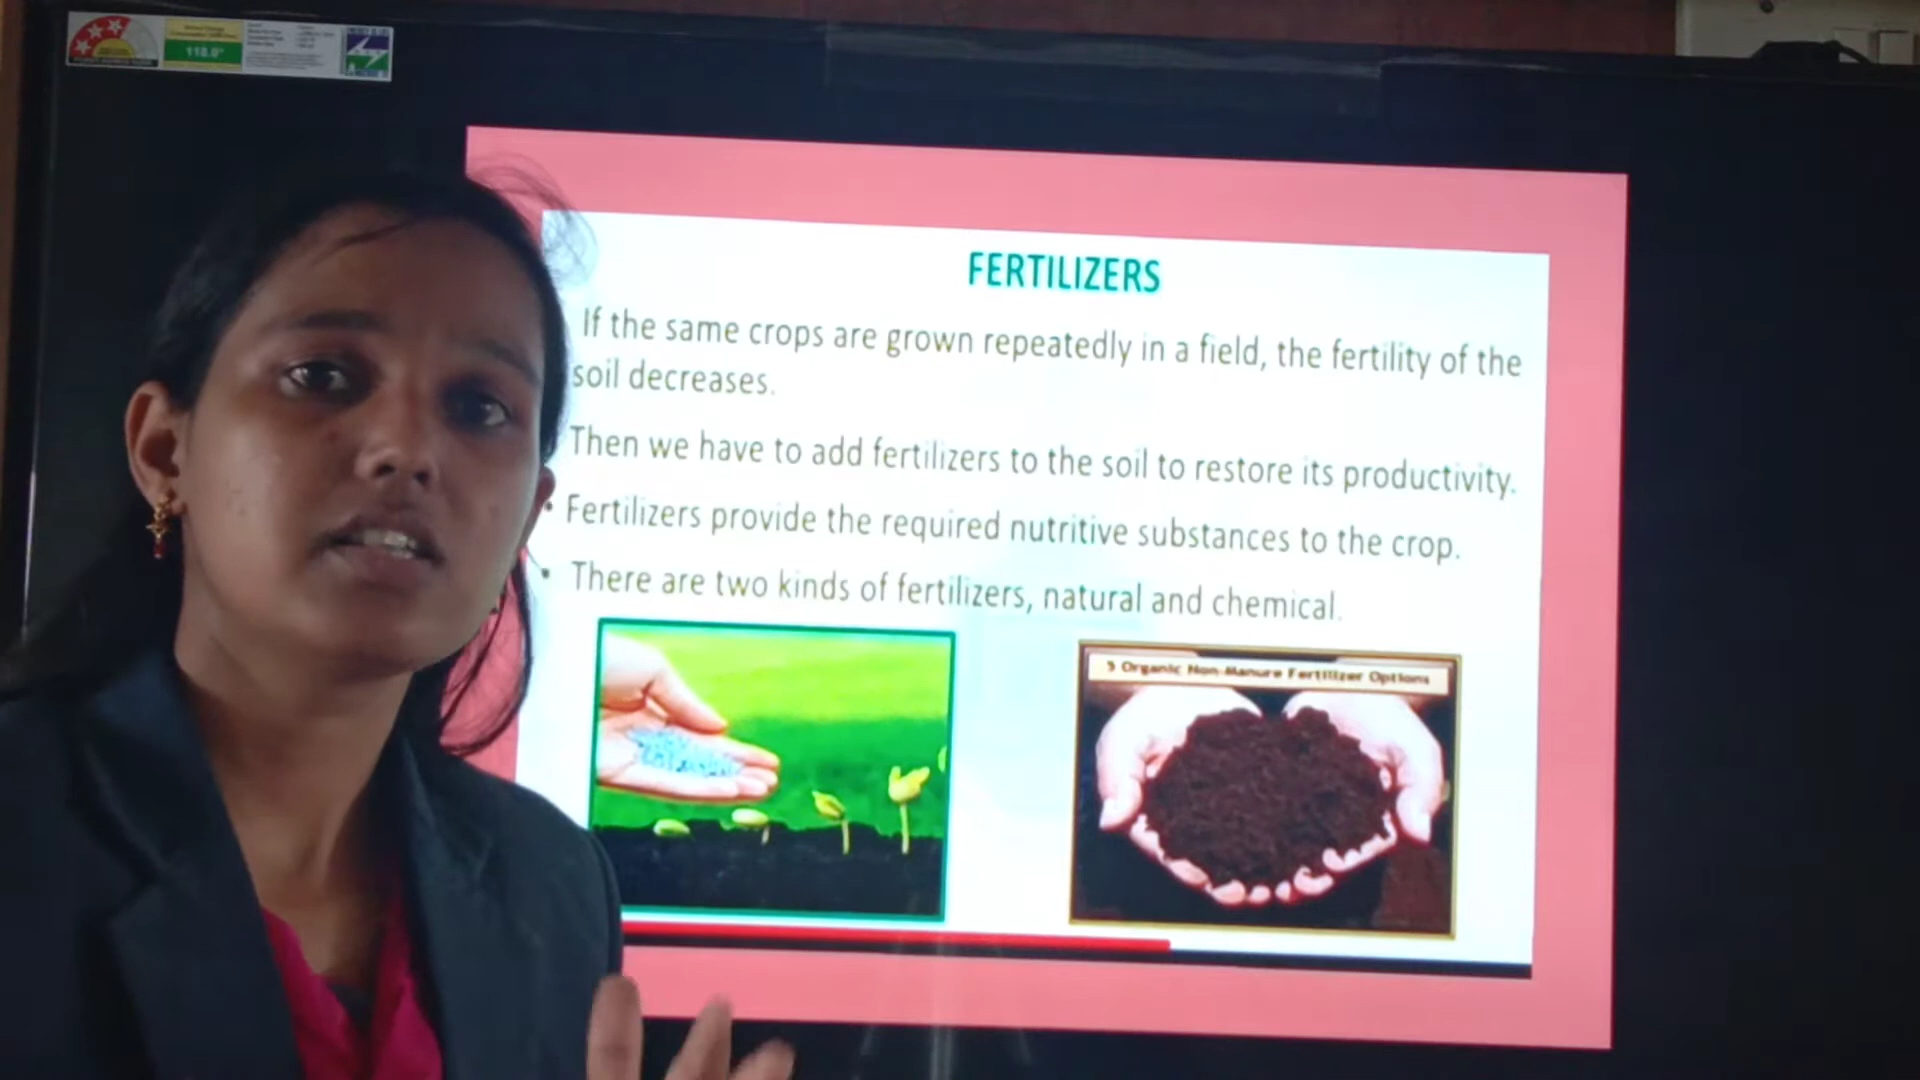 118.0
FERTILIZERS
If the same crops are grown repeatedly in a field, the fertility of the
soil decreases.
Then we have to add fertilizers to the soil to restore its productivity.
• Fertilizers provide the required nutritive substances to the crop.
• There are two kinds of fertilizers, natural and chemical.
Organic Non-Manure Fertilizer Options